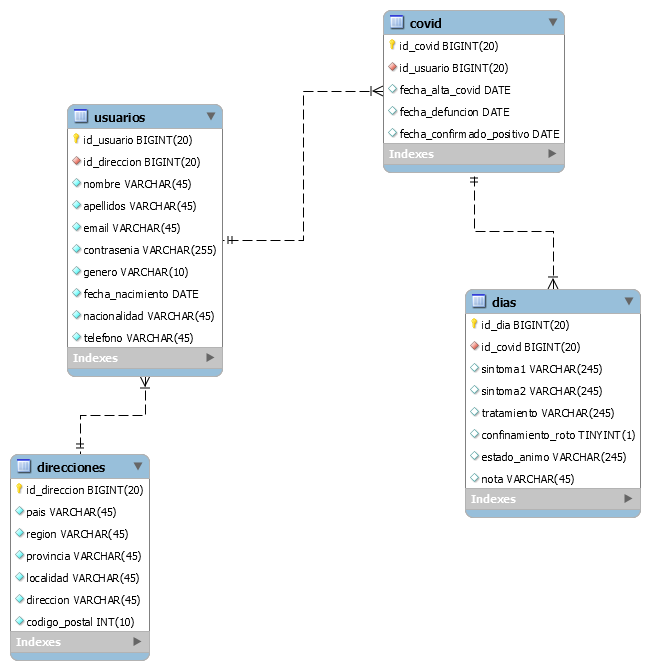 covid
id_covid BIGINT(20)
id_usuario BIGINT(20)
fecha_alta_covid DATE
fecha_defuncion DATE
fecha_confirmado_positivo DATE
Indexes
usuarios
id_usuario BIGINT(20)
id_direccion BIGINT(20)
nombre VARCHAR(45)
apellidos VARCHAR(45)
email VARCHAR(45)
contrasenia VARCHAR(255)
genero VARCHAR(10)
fecha_nacimiento DATE
nacionalidad VARCHAR(45)
telefono VARCHAR(45)
Indexes
dias
id_dia BIGINT(20)
id_covid BIGINT(20)
sintoma1 VARCHAR(245)
sintoma2 VARCHAR(245)
tratamiento VARCHAR(245)
confinamiento_roto TINYINT(1)
estado_animo VARCHAR(245)
nota VARCHAR(45)
Indexes
direcciones
id_direccion BIGINT(20)
pais VARCHAR(45)
region VARCHAR(45)
provincia VARCHAR(45)
localidad VARCHAR(45)
direccion VARCHAR(45)
codigo_postal INT(10)
Indexes